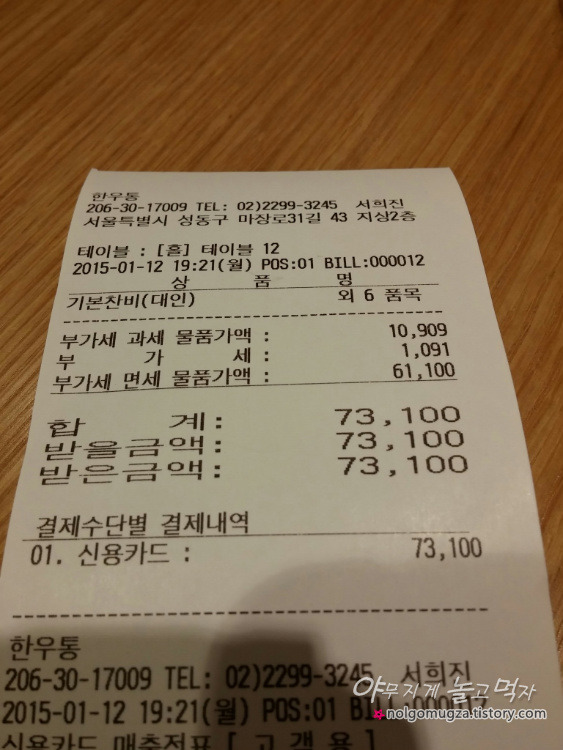 한우통
206-30-17009 TEL: 02)2299-3245 서희진
서울특별시 성동구 마장로31길 43 지상2층
테이블 : [홀] 테이블 12
2015-01-12 19:21(월) POS:01 BILL:000012
상 품 명
기본찬비(대인) 외 6 품목
부가세 과세 물품가액 : 10,909
부 가 세 : 1,091
부가세 면세 물품가액 : 61,100
합 계: 73,100
받을금액: 73,100
받은금액: 73,100
결제수단별 결제내역
01. 신용카드 : 73,100
한우통
206-30-17009 TEL: 02)2299-3245 서희진
2015-01-12 19:21(월) POS:01 BILL:000012
신용카드 매출전표 [ 고 객 용 ]
야무지게 놀고먹자
nolgomugza.tistory.com